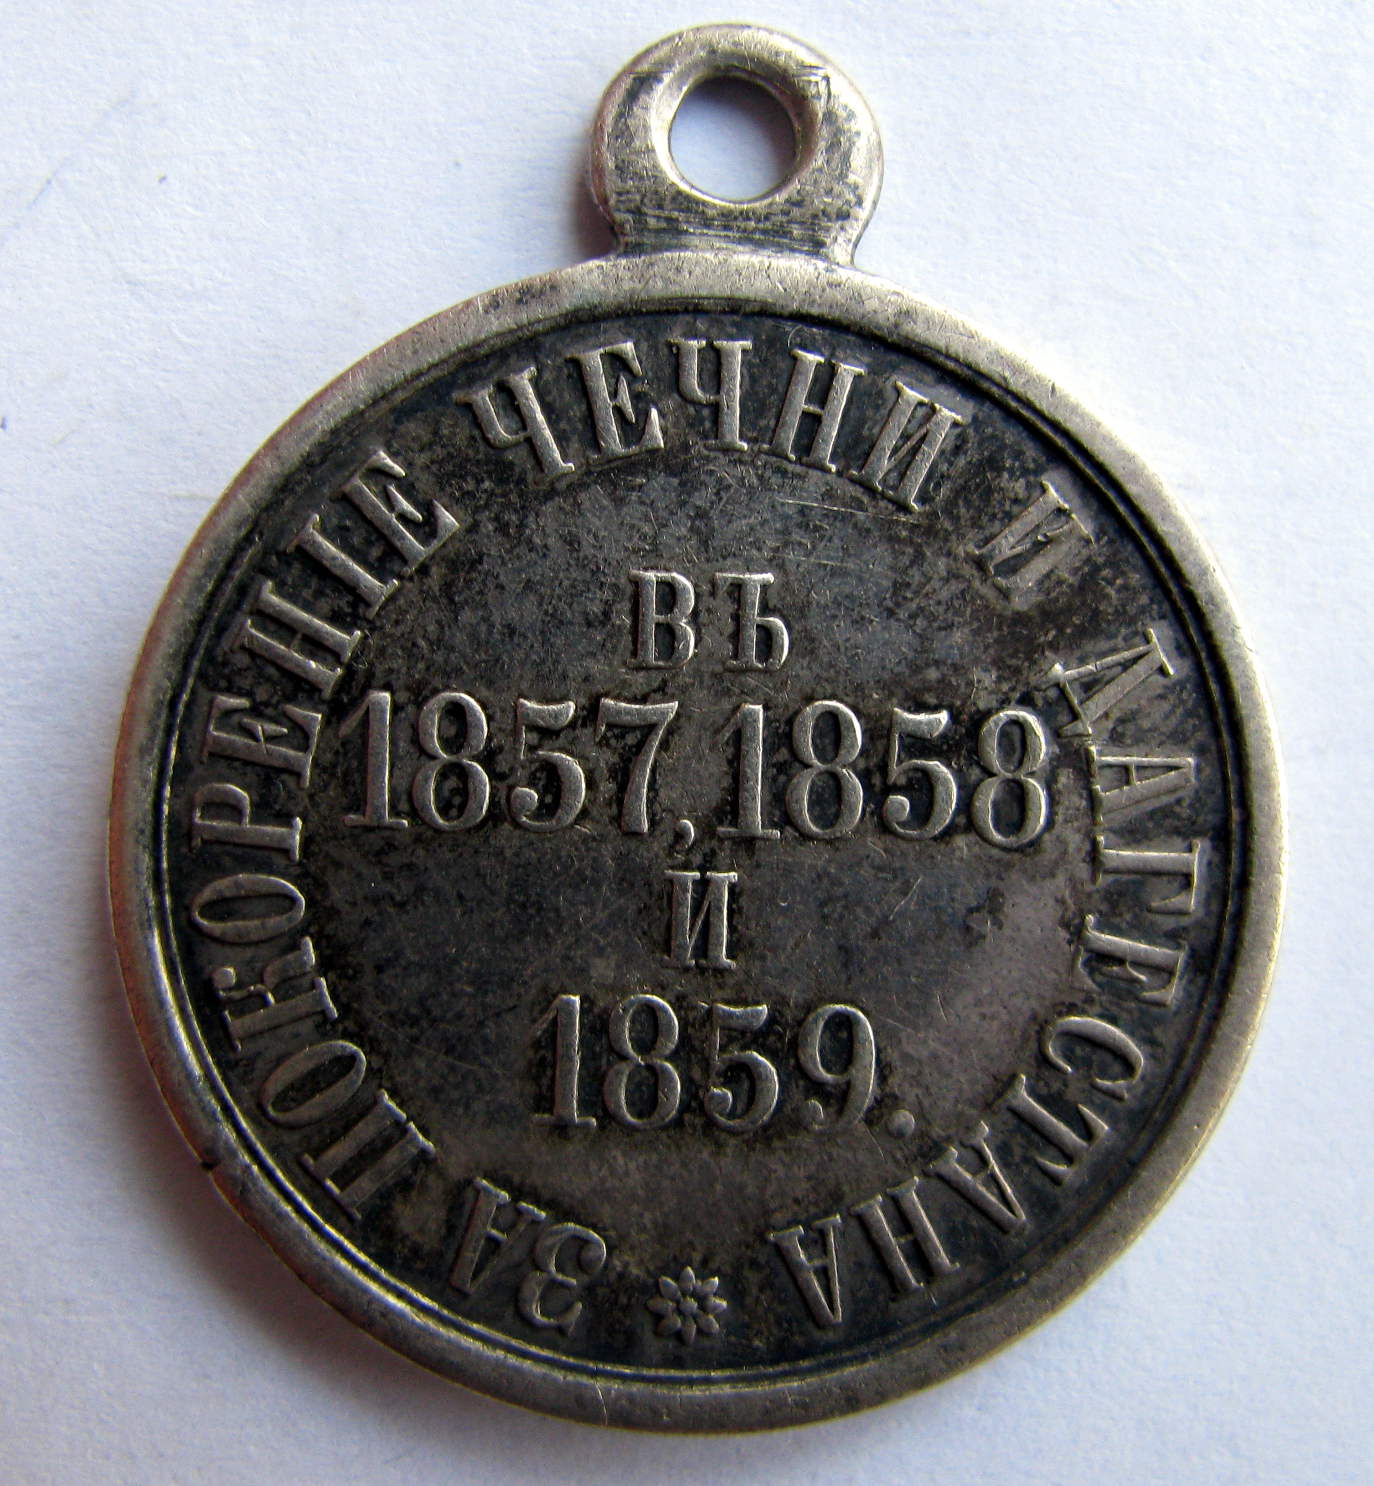 ЗА ПОКОРЕНІЕ ЧЕЧНИ И ДАГЕСТАНА
ВЪ
1857, 1858
И
1859.